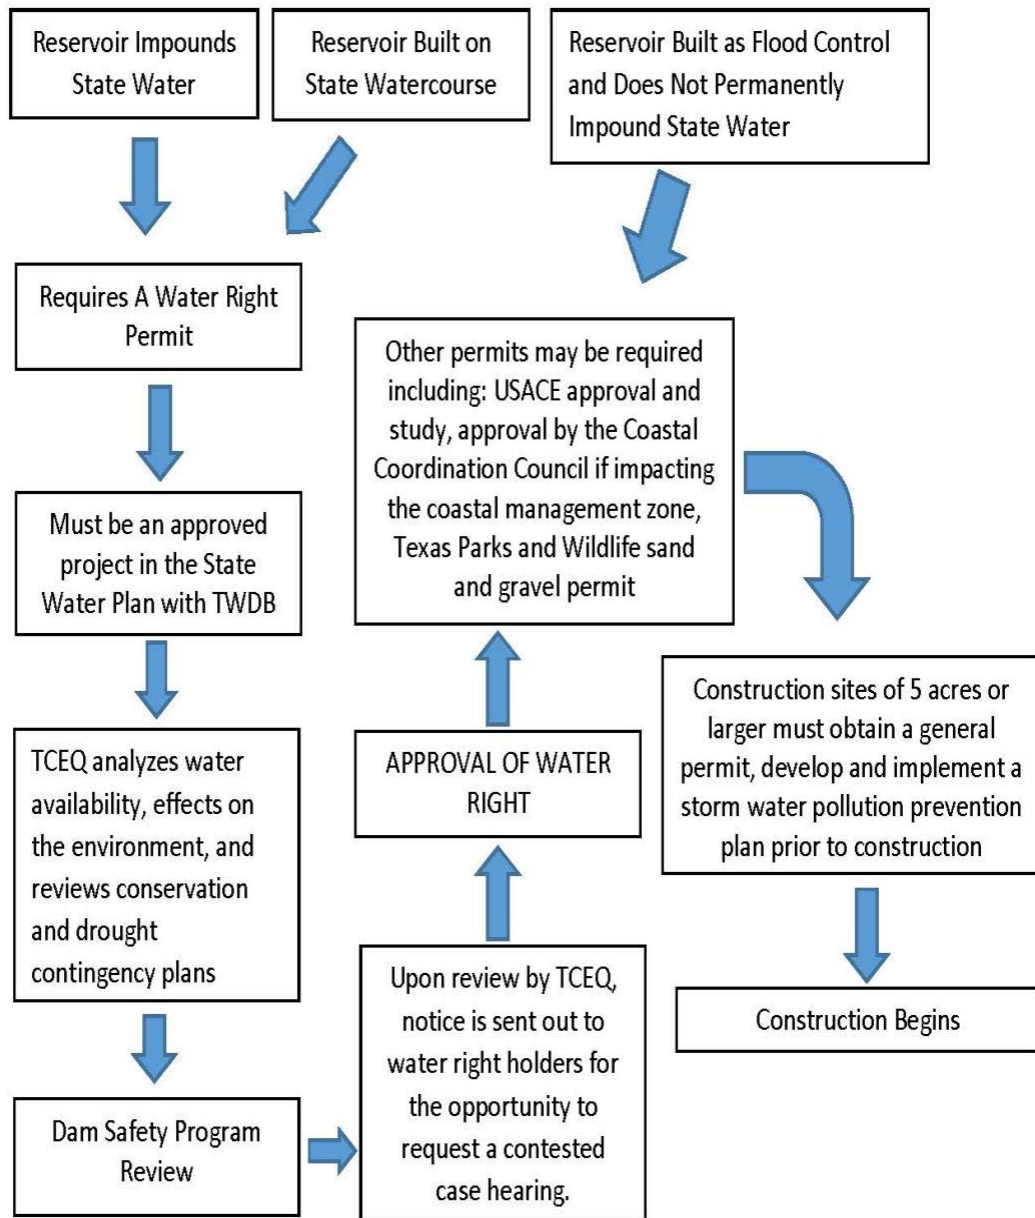 Reservoir Impounds
State Water
Reservoir Built on
State Watercourse
Reservoir Built as Flood Control
and Does Not Permanently
Impound State Water
Requires A Water Right
Permit
Must be an approved
project in the State
Water Plan with TWDB
TCEQ analyzes water
availability, effects on
the environment, and
reviews conservation
and drought
contingency plans
Dam Safety Program
Review
Upon review by TCEQ,
notice is sent out to
water right holders for
the opportunity to
request a contested
case hearing.
APPROVAL OF WATER
RIGHT
Other permits may be required
including: USACE approval and
study, approval by the Coastal
Coordination Council if impacting
the coastal management zone,
Texas Parks and Wildlife sand
and gravel permit
Construction sites of 5 acres or
larger must obtain a general
permit, develop and implement a
storm water pollution prevention
plan prior to construction
Construction Begins